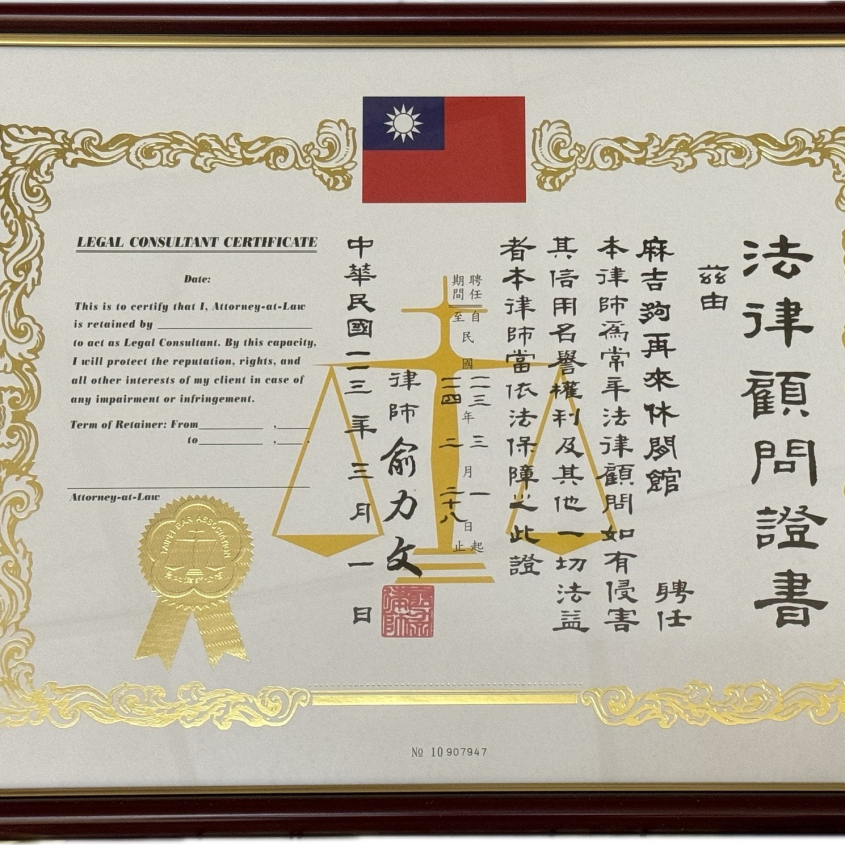 法律顧問證書
茲由
麻吉狗再來休閒館 聘任
本律師為常年法律顧問如有侵害
其信用名譽權利及其他一切法益
者本律師當依法保障之此證
聘任期間
自民國一一三年三月一日起
至一一四 二 二十八止
律師 俞力文
中華民國一一三年三月一日
LEGAL CONSULTANT CERTIFICATE
Date:
This is to certify that I, Attorney-at-Law
is retained by
to act as Legal Consultant. By this capacity,
I will protect the reputation, rights, and
all other interests of my client in case of
any impairment or infringement.
Term of Retainer: From ,
to ,
Attorney-at-Law
TAIPEI BAR ASSOCIATION
№ 10907947